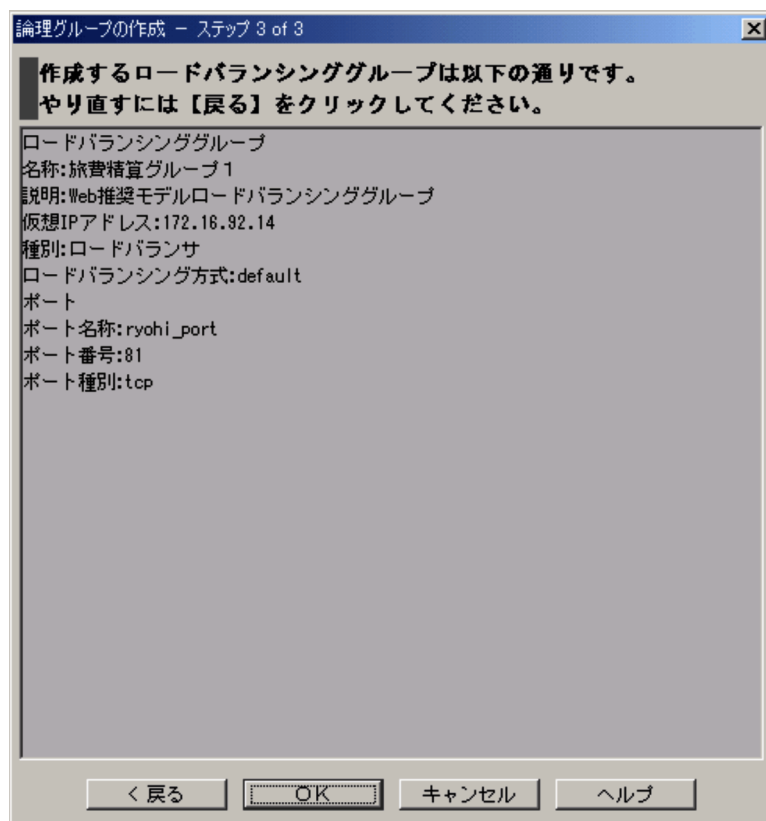 論理グループの作成 － ステップ 3 of 3
作成するロードバランシンググループは以下の通りです。
やり直すには【戻る】をクリックしてください。
ロードバランシンググループ
名称:旅費精算グループ１
説明:Web推奨モデルロードバランシンググループ
仮想IPアドレス:172.16.92.14
種別:ロードバランサ
ロードバランシング方式:default
ポート
ポート名称:ryohi_port
ポート番号:81
ポート種別:tcp
< 戻る
ＯＫ
キャンセル
ヘルプ